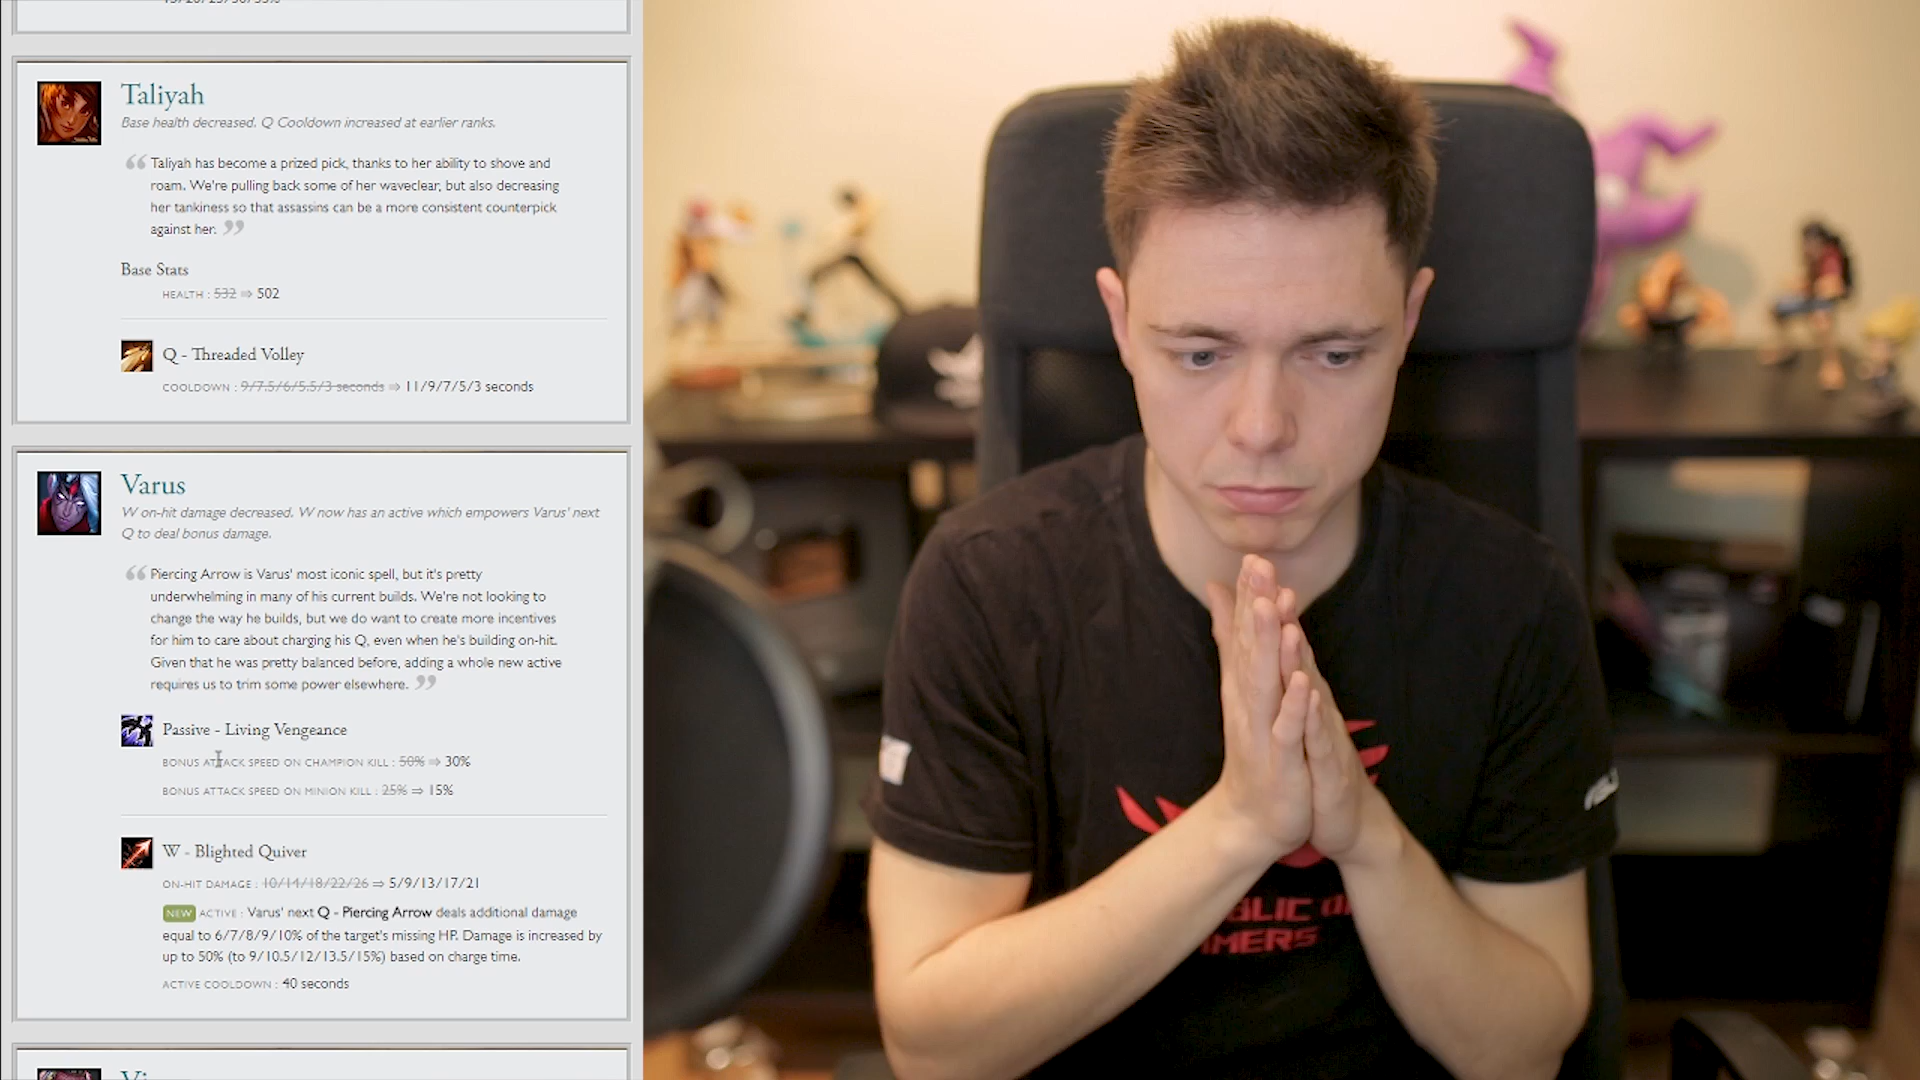 Taliyah
Base health decreased. Q Cooldown increased at earlier ranks.
Taliyah has become a prized pick, thanks to her ability to shove and
roam. We're pulling back some of her waveclear, but also decreasing
her tankiness so that assassins can be a more consistent counterpick
against her.
Base Stats
HEALTH : 532 ⇒ 502
Q - Threaded Volley
COOLDOWN : 9/7.5/6/5.5/3 seconds ⇒ 11/9/7/5/3 seconds
Varus
W on-hit damage decreased. W now has an active which empowers Varus' next
Q to deal bonus damage.
Piercing Arrow is Varus' most iconic spell, but it's pretty
underwhelming in many of his current builds. We're not looking to
change the way he builds, but we do want to create more incentives
for him to care about charging his Q, even when he's building on-hit.
Given that he was pretty balanced before, adding a whole new active
requires us to trim some power elsewhere.
Passive - Living Vengeance
BONUS ATTACK SPEED ON CHAMPION KILL : 50% ⇒ 30%
BONUS ATTACK SPEED ON MINION KILL : 25% ⇒ 15%
W - Blighted Quiver
ON-HIT DAMAGE : 10/14/18/22/26 ⇒ 5/9/13/17/21
NEW ACTIVE : Varus' next Q - Piercing Arrow deals additional damage
equal to 6/7/8/9/10% of the target's missing HP. Damage is increased by
up to 50% (to 9/10.5/12/13.5/15%) based on charge time.
ACTIVE COOLDOWN : 40 seconds